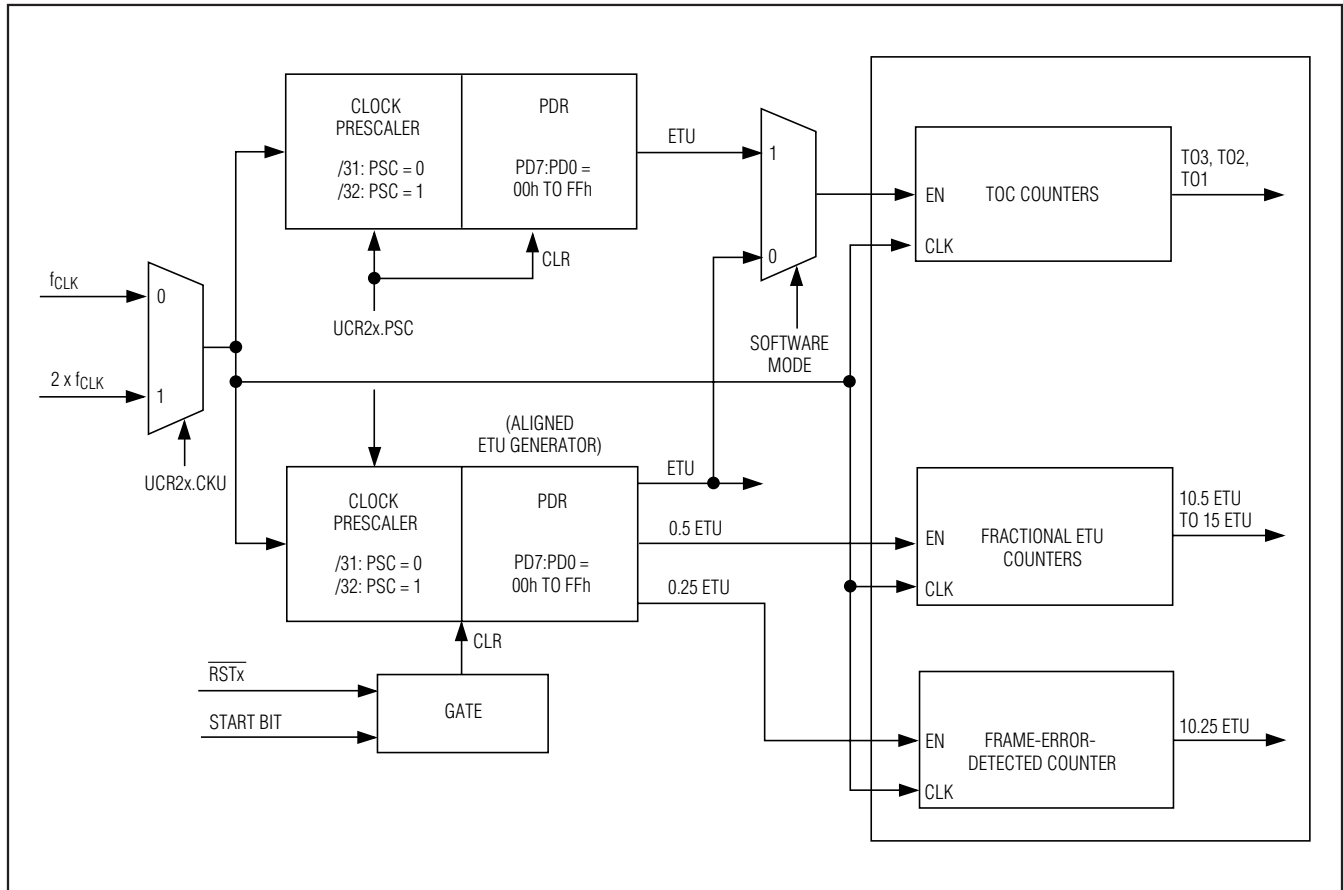 CLOCK
PRESCALER
/31: PSC = 0
/32: PSC = 1
PDR
PD7:PD0 =
00h TO FFh
ETU
1
0
EN
TOC COUNTERS
CLK
TO3, TO2,
TO1
CLR
fCLK
0
2 x fCLK
1
UCR2x.PSC
SOFTWARE
MODE
UCR2x.CKU
(ALIGNED
ETU GENERATOR)
CLOCK
PRESCALER
/31: PSC = 0
/32: PSC = 1
PDR
PD7:PD0 =
00h TO FFh
ETU
0.5 ETU
0.25 ETU
EN
FRACTIONAL ETU
COUNTERS
CLK
10.5 ETU
TO 15 ETU
CLR
RSTx
START BIT
GATE
EN
FRAME-ERROR-
DETECTED COUNTER
CLK
10.25 ETU